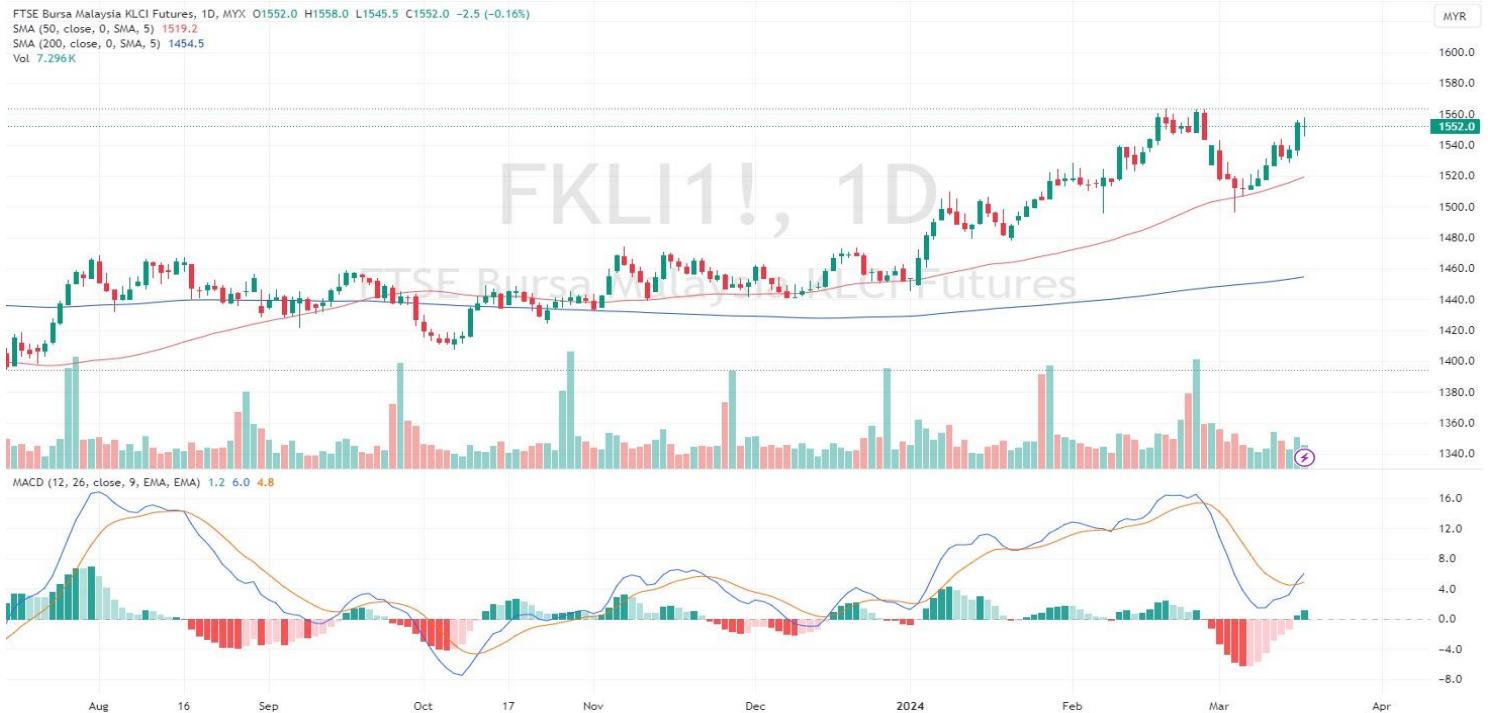 FTSE Bursa Malaysia KLCI Futures, 1D, MYX O1552.0 H1558.0 L1545.5 C1552.0 −2.5 (−0.16%)
SMA (50, close, 0, SMA, 5) 1519.2
SMA (200, close, 0, SMA, 5) 1454.5
Vol 7.296K
MYR
1600.0
1580.0
1560.0
1552.0
1540.0
1520.0
1500.0
1480.0
1460.0
1440.0
1420.0
1400.0
1380.0
1360.0
1340.0
FKLI1!, 1D
FTSE Bursa Malaysia KLCI Futures
MACD (12, 26, close, 9, EMA, EMA) 1.2 6.0 4.8
16.0
12.0
8.0
4.0
0.0
−4.0
−8.0
Aug 16 Sep Oct 17 Nov Dec 2024 Feb Mar Apr